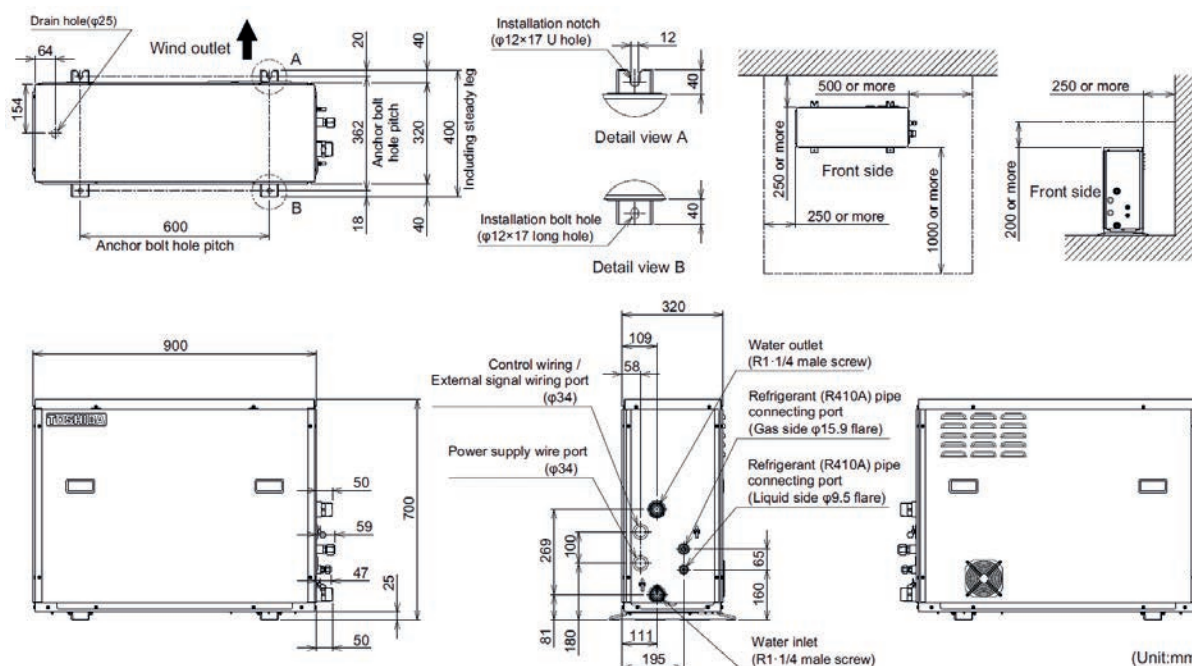 Drain hole(φ25)
64
Wind outlet
A
20
40
154
362
Anchor bolt
hole pitch
320
400
Including steady leg
600
Anchor bolt hole pitch
B
18
40
Installation notch
(φ12×17 U hole)
12
40
Detail view A
Installation bolt hole
(φ12×17 long hole)
40
Detail view B
500 or more
250 or more
Front side
250 or more
1000 or more
250 or more
200 or more
Front side
900
TOSHIBA
50
59
47
50
700
25
320
109
58
Control wiring /
External signal wiring port
(φ34)
Power supply wire port
(φ34)
269
100
81
180
111
195
65
160
Water outlet
(R1·1/4 male screw)
Refrigerant (R410A) pipe
connecting port
(Gas side φ15.9 flare)
Refrigerant (R410A) pipe
connecting port
(Liquid side φ9.5 flare)
Water inlet
(R1·1/4 male screw)
(Unit:mm